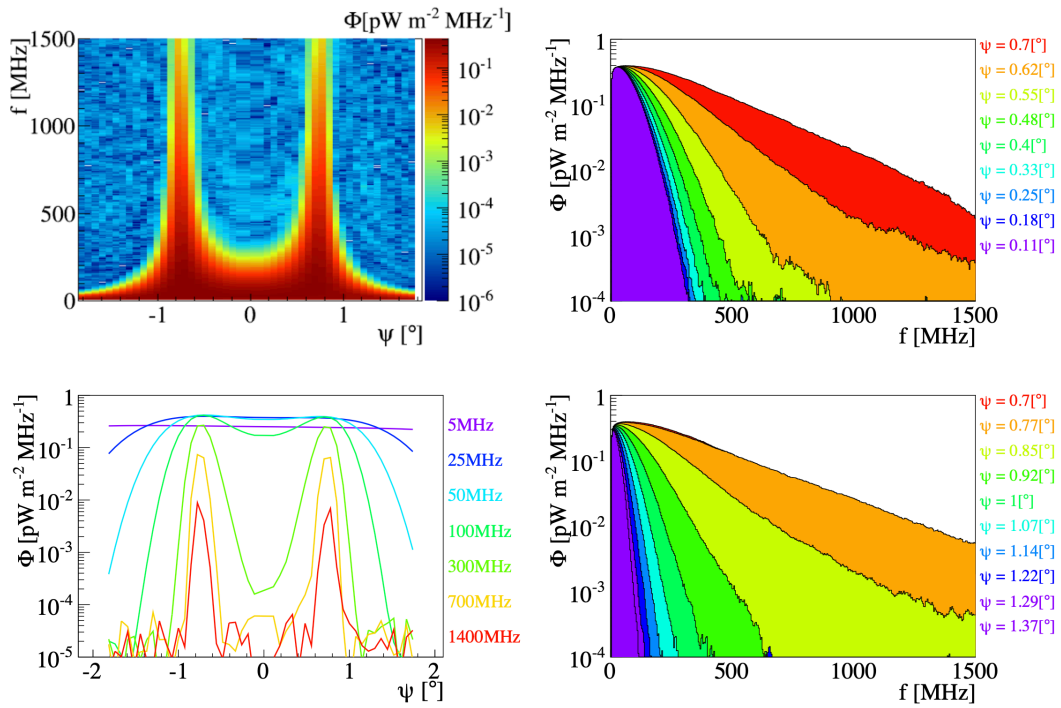 Φ[pW m⁻² MHz⁻¹]
f [MHz]
1500
1000
500
0
-1 0 1
ψ [°]
10⁻¹
10⁻²
10⁻³
10⁻⁴
10⁻⁵
10⁻⁶
Φ [pW m⁻² MHz⁻¹]
1
10⁻¹
10⁻²
10⁻³
10⁻⁴
0 500 1000 1500
f [MHz]
ψ = 0.7[°]
ψ = 0.62[°]
ψ = 0.55[°]
ψ = 0.48[°]
ψ = 0.4[°]
ψ = 0.33[°]
ψ = 0.25[°]
ψ = 0.18[°]
ψ = 0.11[°]
Φ [pW m⁻² MHz⁻¹]
1
10⁻¹
10⁻²
10⁻³
10⁻⁴
10⁻⁵
-2 -1 0 1 2
ψ [°]
5MHz
25MHz
50MHz
100MHz
300MHz
700MHz
1400MHz
Φ [pW m⁻² MHz⁻¹]
1
10⁻¹
10⁻²
10⁻³
10⁻⁴
0 500 1000 1500
f [MHz]
ψ = 0.7[°]
ψ = 0.77[°]
ψ = 0.85[°]
ψ = 0.92[°]
ψ = 1[°]
ψ = 1.07[°]
ψ = 1.14[°]
ψ = 1.22[°]
ψ = 1.29[°]
ψ = 1.37[°]